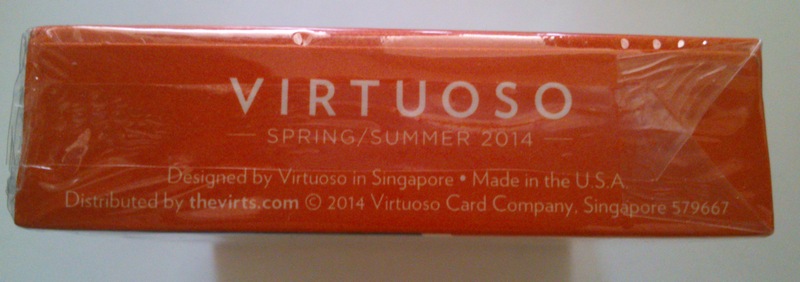 VIRTUOSO
SPRING/SUMMER 2014
Designed by Virtuoso in Singapore • Made in the U.S.A.
Distributed by thevirts.com © 2014 Virtuoso Card Company, Singapore 579667